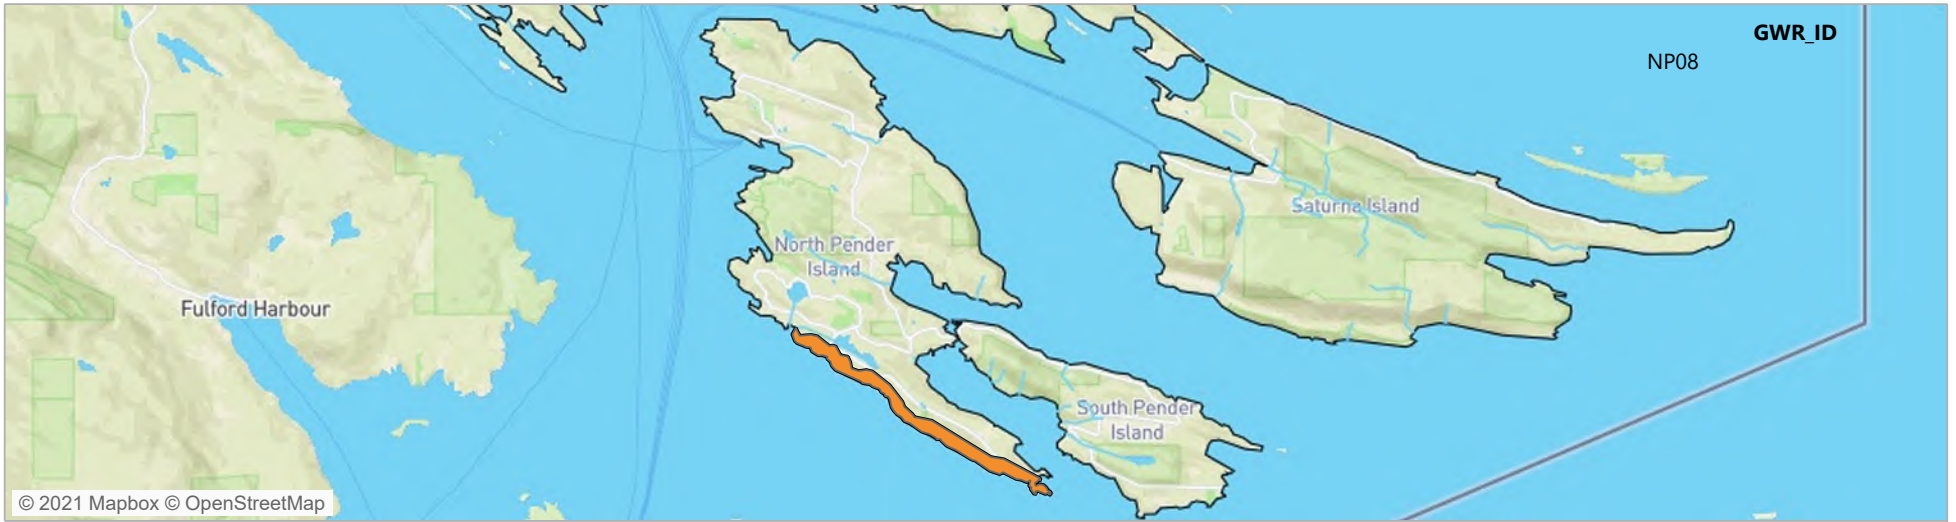 GWR_ID
NP08
Saturna Island
North Pender
Island
Fulford Harbour
South Pender
Island
© 2021 Mapbox © OpenStreetMap